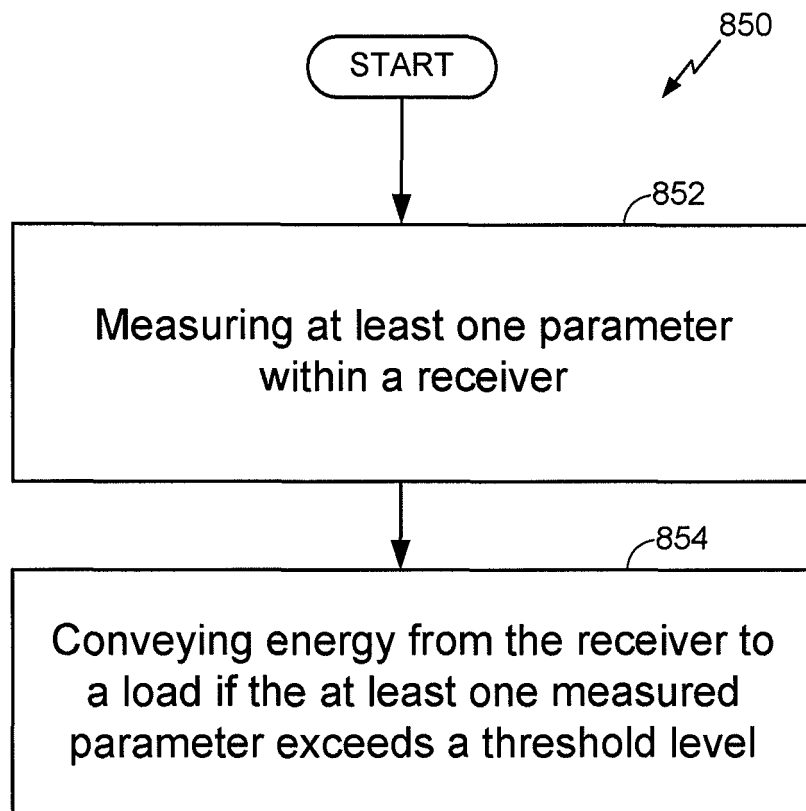 850
START
852
Measuring at least one parameter
within a receiver
854
Conveying energy from the receiver to
a load if the at least one measured
parameter exceeds a threshold level